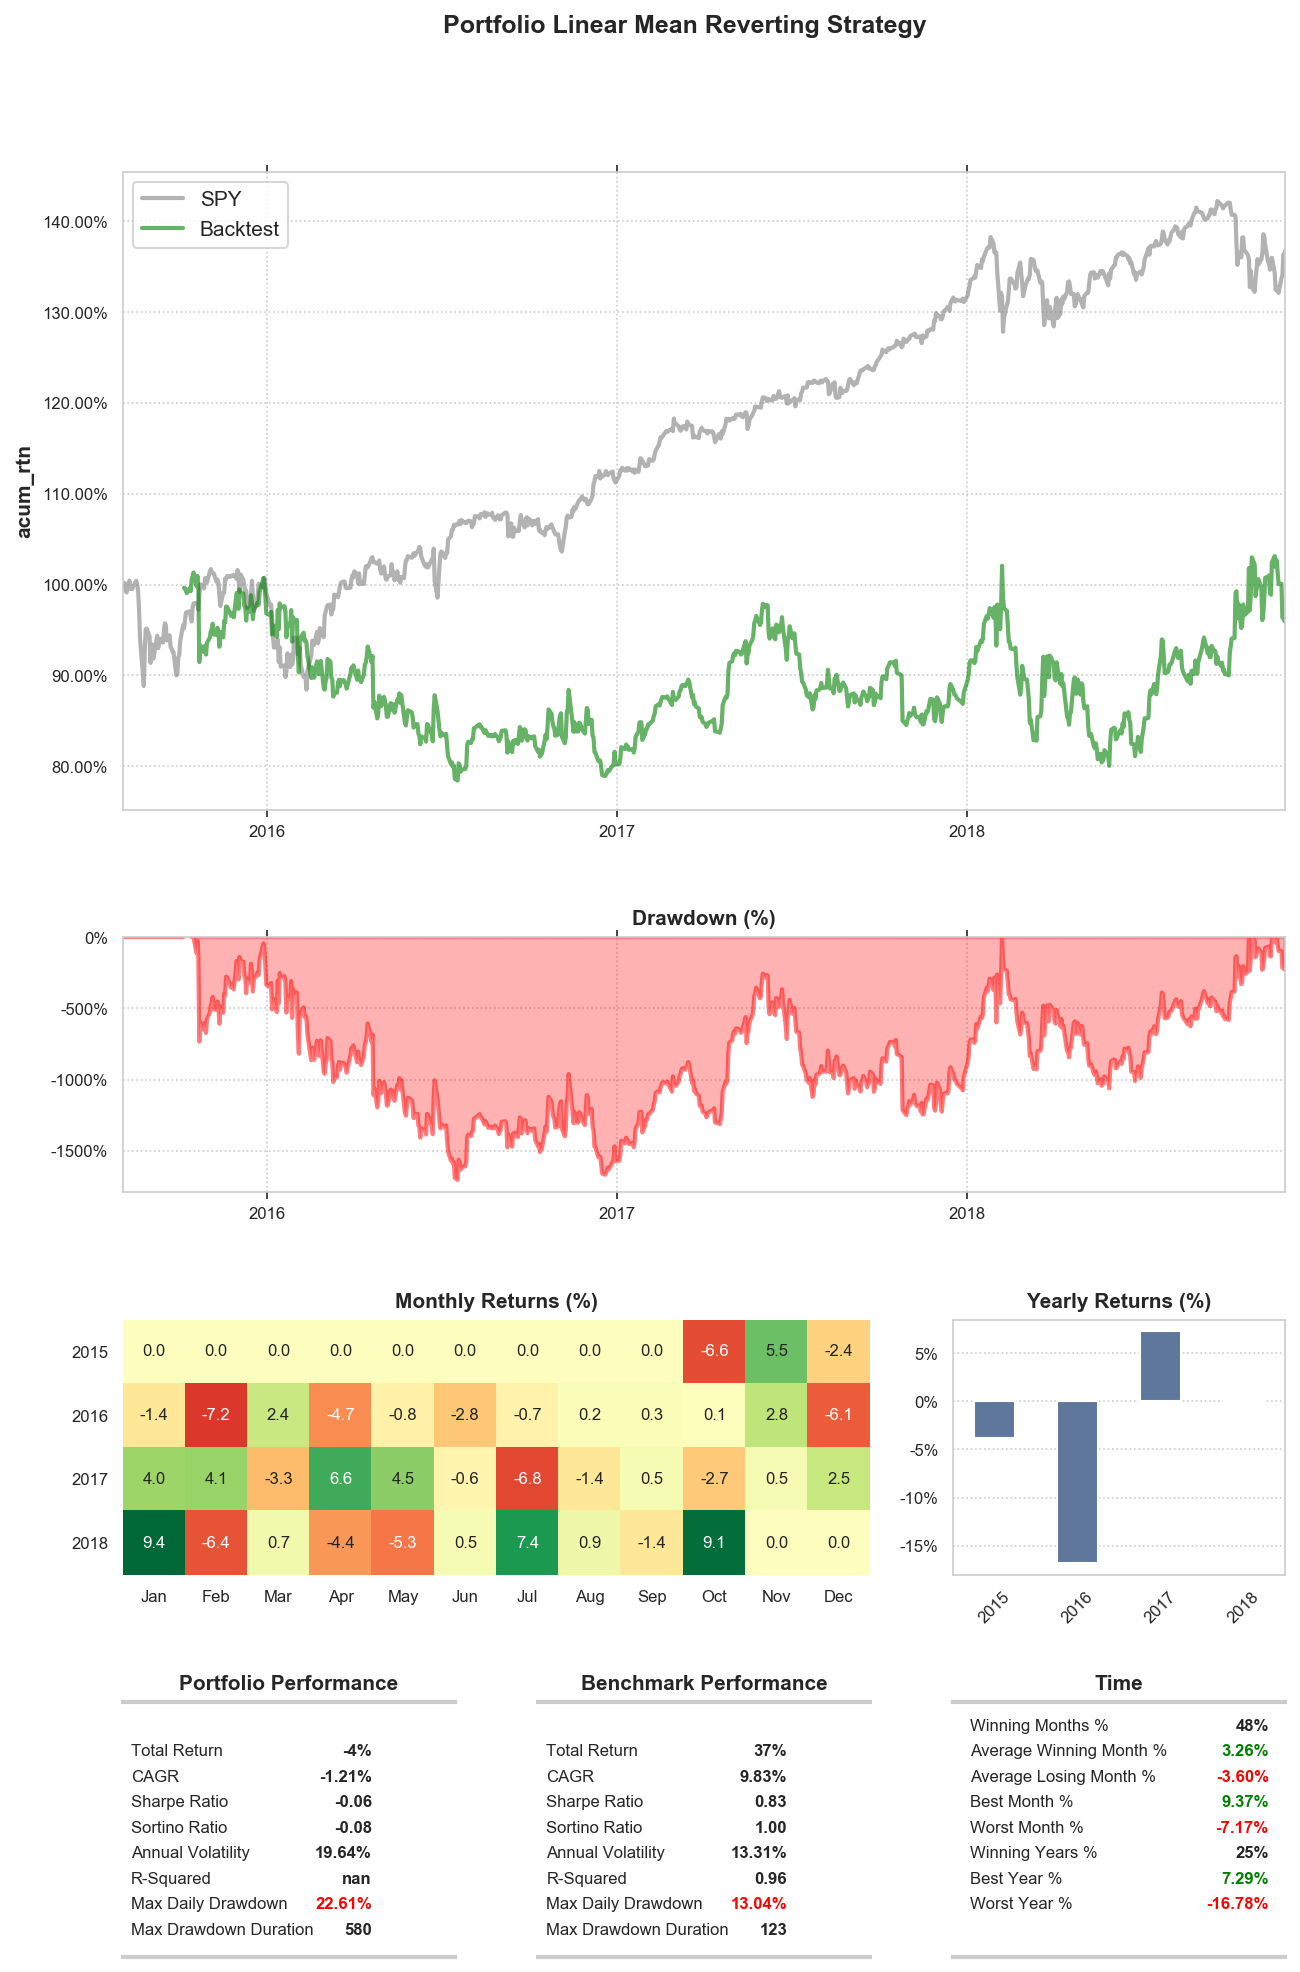 Portfolio Linear Mean Reverting Strategy
SPY
Backtest
140.00%
130.00%
120.00%
110.00%
100.00%
90.00%
80.00%
acum_rtn
2016 2017 2018
Drawdown (%)
0%
-500%
-1000%
-1500%
2016 2017 2018
Monthly Returns (%)
2015 0.0 0.0 0.0 0.0 0.0 0.0 0.0 0.0 0.0 -6.6 5.5 -2.4
2016 -1.4 -7.2 2.4 -4.7 -0.8 -2.8 -0.7 0.2 0.3 0.1 2.8 -6.1
2017 4.0 4.1 -3.3 6.6 4.5 -0.6 -6.8 -1.4 0.5 -2.7 0.5 2.5
2018 9.4 -6.4 0.7 -4.4 -5.3 0.5 7.4 0.9 -1.4 9.1 0.0 0.0
Jan Feb Mar Apr May Jun Jul Aug Sep Oct Nov Dec
Yearly Returns (%)
5%
0%
-5%
-10%
-15%
2015 2016 2017 2018
Portfolio Performance
Total Return -4%
CAGR -1.21%
Sharpe Ratio -0.06
Sortino Ratio -0.08
Annual Volatility 19.64%
R-Squared nan
Max Daily Drawdown 22.61%
Max Drawdown Duration 580
Benchmark Performance
Total Return 37%
CAGR 9.83%
Sharpe Ratio 0.83
Sortino Ratio 1.00
Annual Volatility 13.31%
R-Squared 0.96
Max Daily Drawdown 13.04%
Max Drawdown Duration 123
Time
Winning Months % 48%
Average Winning Month % 3.26%
Average Losing Month % -3.60%
Best Month % 9.37%
Worst Month % -7.17%
Winning Years % 25%
Best Year % 7.29%
Worst Year % -16.78%